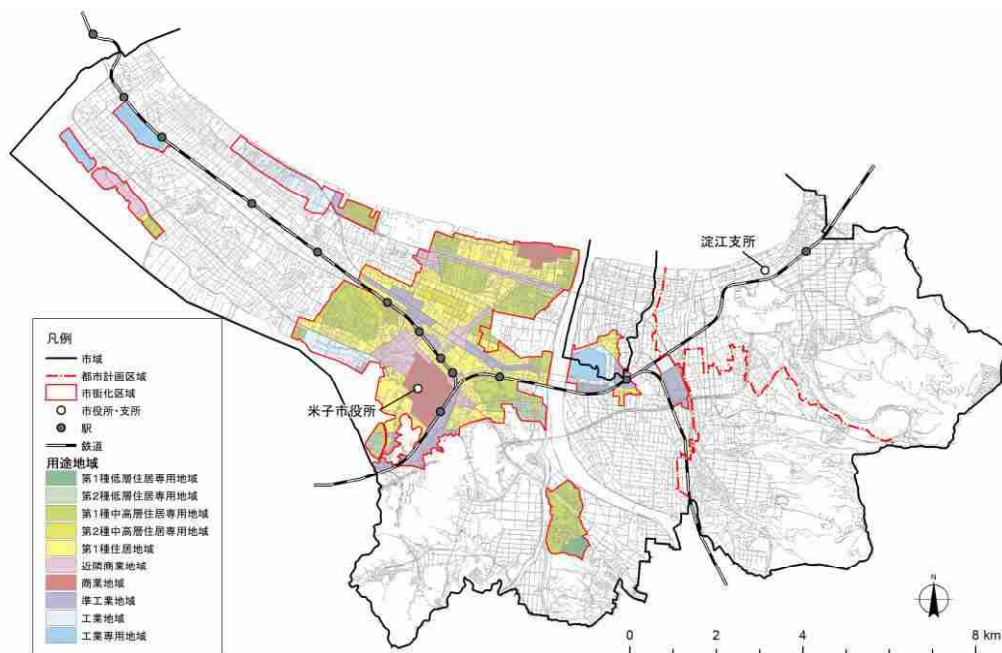 淀江支所
米子市役所
凡例
市域
都市計画区域
市街化区域
市役所・支所
駅
鉄道
用途地域
第1種低層住居専用地域
第2種低層住居専用地域
第1種中高層住居専用地域
第2種中高層住居専用地域
第1種住居地域
近隣商業地域
商業地域
準工業地域
工業地域
工業専用地域
N
0 2 4 8 km